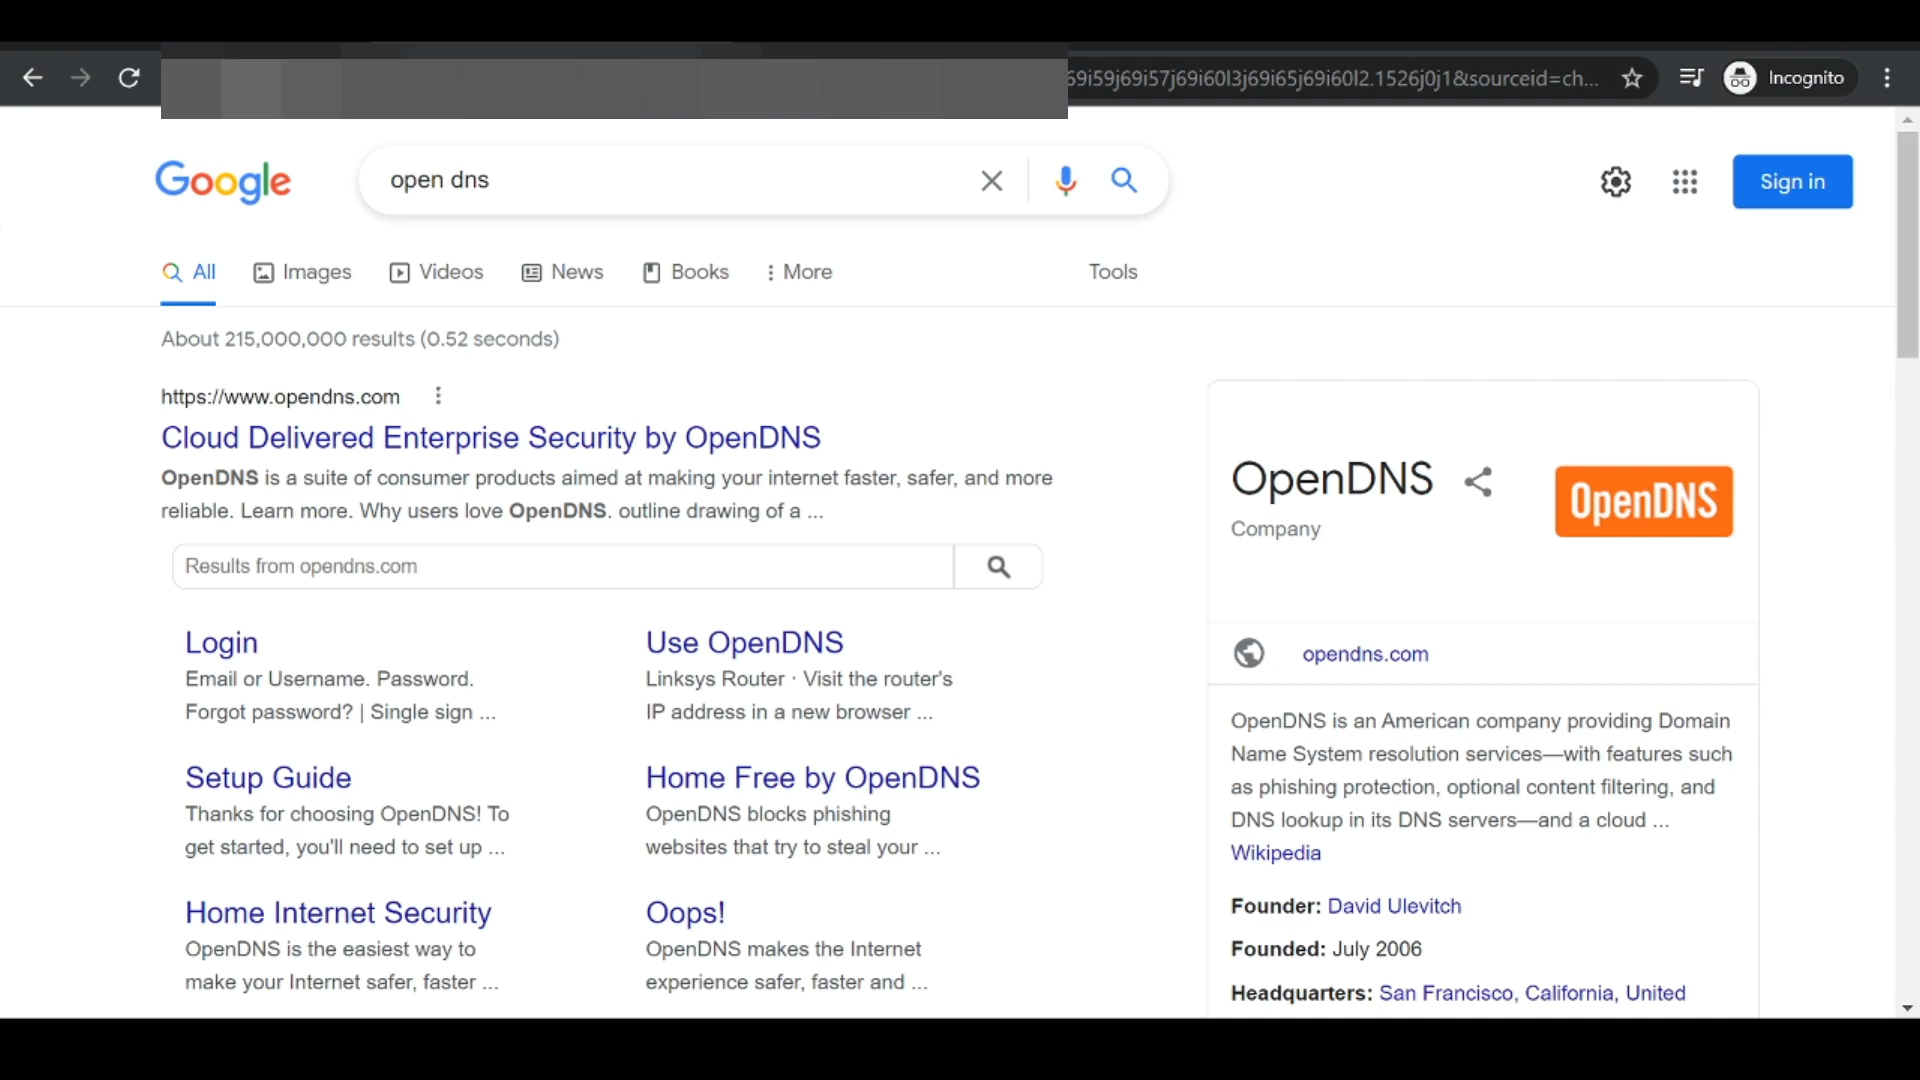 69i59j69i57j69i60l3j69i65j69i60l2.1526j0j1&sourceid=ch...
Incognito
Google
open dns
Sign in
All
Images
Videos
News
Books
More
Tools
About 215,000,000 results (0.52 seconds)
https://www.opendns.com
Cloud Delivered Enterprise Security by OpenDNS
OpenDNS is a suite of consumer products aimed at making your internet faster, safer, and more
reliable. Learn more. Why users love OpenDNS. outline drawing of a ...
Results from opendns.com
Login
Email or Username. Password.
Forgot password? | Single sign ...
Use OpenDNS
Linksys Router · Visit the router's
IP address in a new browser ...
Setup Guide
Thanks for choosing OpenDNS! To
get started, you'll need to set up ...
Home Free by OpenDNS
OpenDNS blocks phishing
websites that try to steal your ...
Home Internet Security
OpenDNS is the easiest way to
make your Internet safer, faster ...
Oops!
OpenDNS makes the Internet
experience safer, faster and ...
OpenDNS
Company
OpenDNS
opendns.com
OpenDNS is an American company providing Domain
Name System resolution services—with features such
as phishing protection, optional content filtering, and
DNS lookup in its DNS servers—and a cloud ...
Wikipedia
Founder: David Ulevitch
Founded: July 2006
Headquarters: San Francisco, California, United